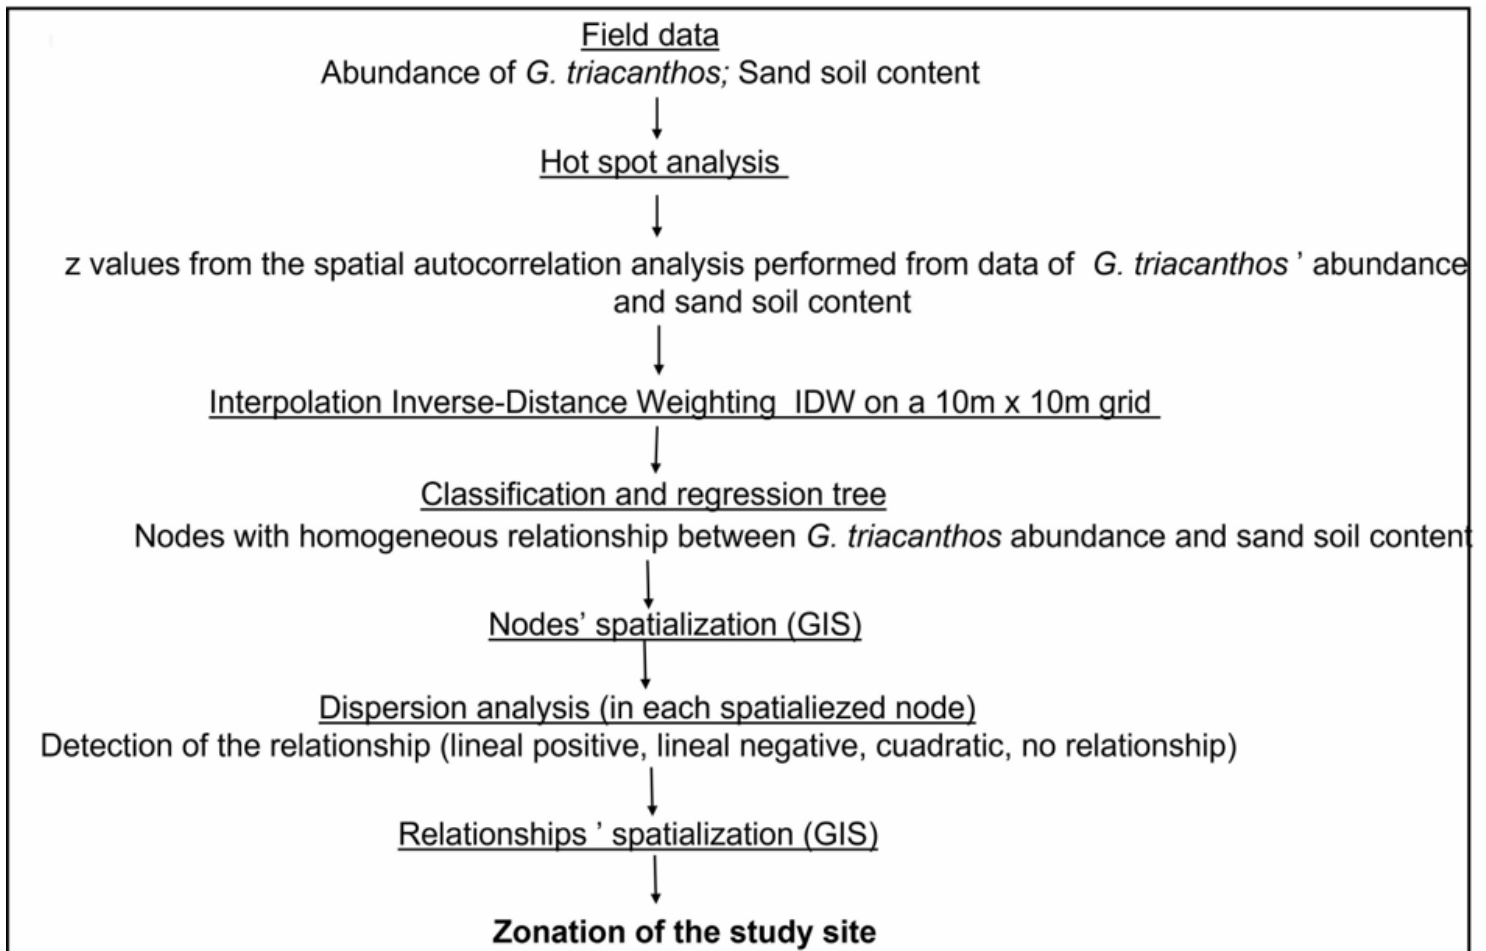 Field data
Abundance of G. triacanthos; Sand soil content
Hot spot analysis
z values from the spatial autocorrelation analysis performed from data of G. triacanthos ’ abundance
and sand soil content
Interpolation Inverse-Distance Weighting IDW on a 10m x 10m grid
Classification and regression tree
Nodes with homogeneous relationship between G. triacanthos abundance and sand soil content
Nodes’ spatialization (GIS)
Dispersion analysis (in each spatialiezed node)
Detection of the relationship (lineal positive, lineal negative, cuadratic, no relationship)
Relationships ’ spatialization (GIS)
Zonation of the study site